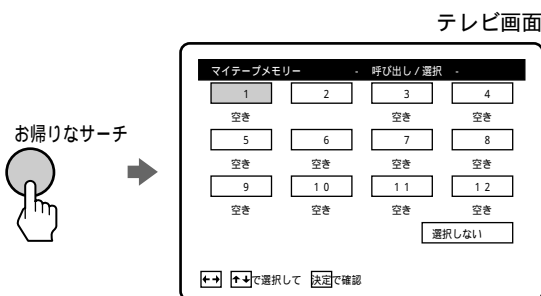 テレビ画面
マイテープメモリー - 呼び出し / 選択 -
1 2 3 4
空き 空き 空き
5 6 7 8
お帰りなサーチ
空き 空き 空き 空き
9 10 11 12
空き 空き 空き 空き
選択しない
←→ ↑↓で選択して 決定で確認